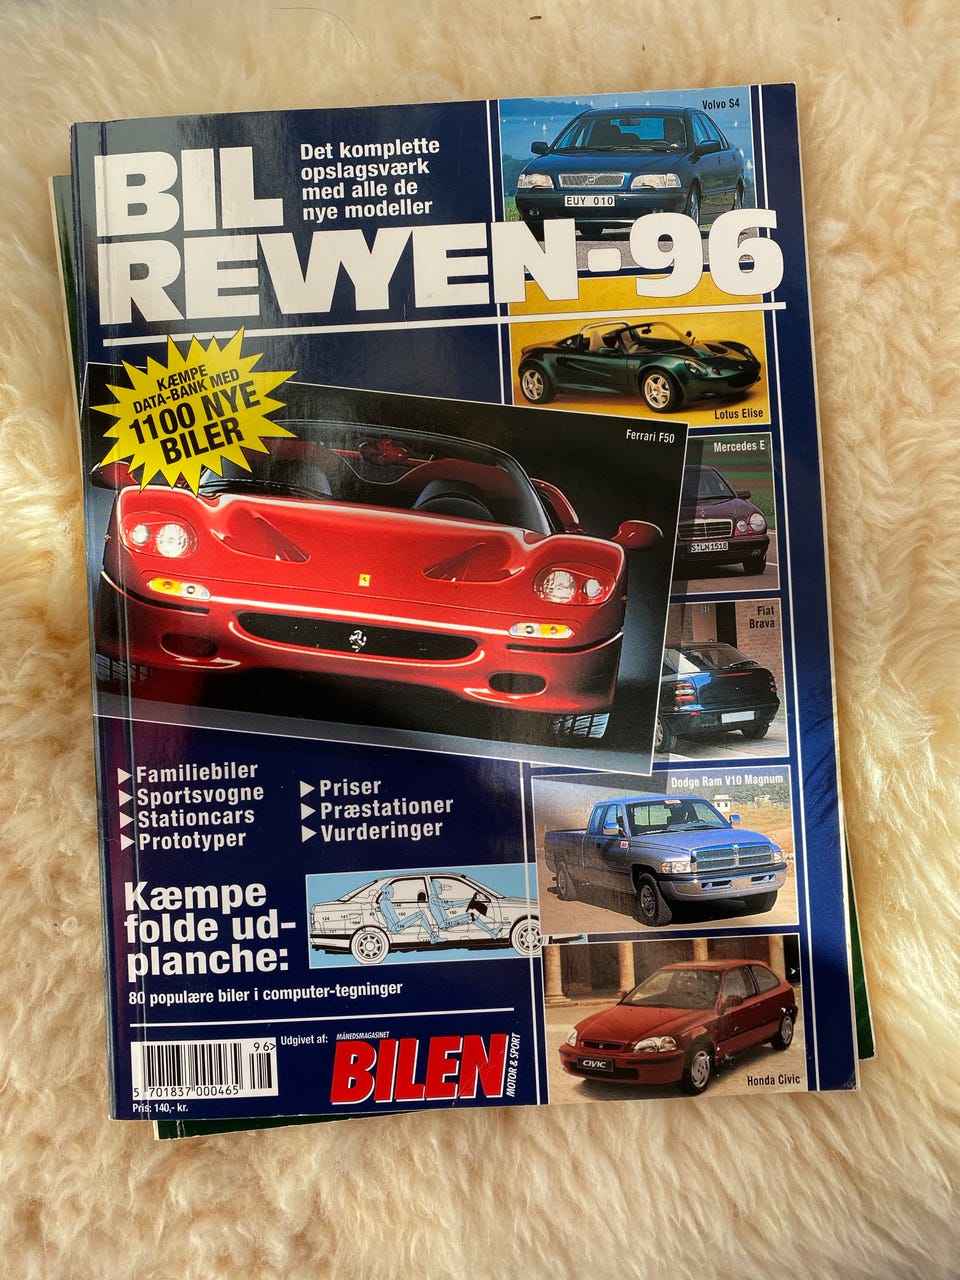 BIL
REVYEN·96
Det komplette
opslagsværk
med alle de
nye modeller
Volvo S4
EUY 010
Lotus Elise
KÆMPE
DATA-BANK MED
1100 NYE
BILER
Ferrari F50
Mercedes E
S·LN 1518
Fiat
Brava
Dodge Ram V10 Magnum
▶Familiebiler
▶Sportsvogne
▶Stationcars
▶Prototyper
▶Priser
▶Præstationer
▶Vurderinger
Kæmpe
folde ud-
planche:
80 populære biler i computer-tegninger
CIVIC
Honda Civic
96>
5 701837 000465
Pris: 140,- kr.
Udgivet af:
MÅNEDSMAGASINET
BILEN
MOTOR & SPORT